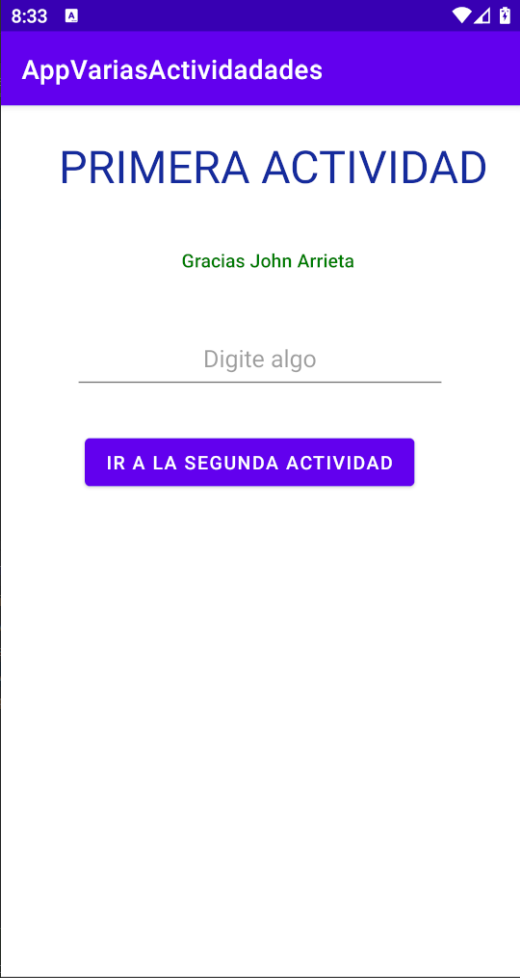 8:33
AppVariasActividadades
PRIMERA ACTIVIDAD
Gracias John Arrieta
Digite algo
IR A LA SEGUNDA ACTIVIDAD